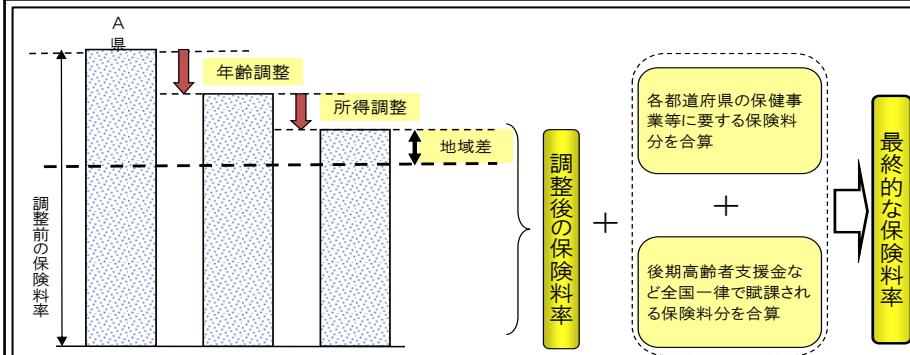 A
県
年齢調整
所得調整
地域差
調整前の保険料率
調整後の保険料率
＋
各都道府県の保健事
業等に要する保険料
分を合算
＋
後期高齢者支援金な
ど全国一律で賦課され
る保険料分を合算
最終的な保険料率